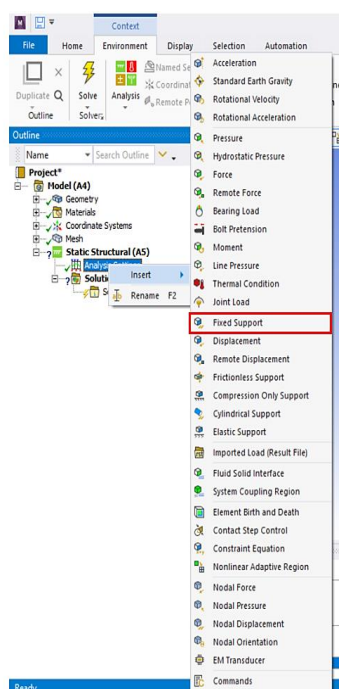 Context
File Home Environment Display Selection Automation
Duplicate Q Solve Analysis
Named Se
Coordinat
Remote P
Outline Solver
Outline
Name Search Outline
Project*
Model (A4)
Geometry
Materials
Coordinate Systems
Mesh
Static Structural (A5)
Analysis Settings
Solutio
S
Insert
Rename F2
Acceleration
Standard Earth Gravity
Rotational Velocity
Rotational Acceleration
Pressure
Hydrostatic Pressure
Force
Remote Force
Bearing Load
Bolt Pretension
Moment
Line Pressure
Thermal Condition
Joint Load
Fixed Support
Displacement
Remote Displacement
Frictionless Support
Compression Only Support
Cylindrical Support
Elastic Support
Imported Load (Result File)
Fluid Solid Interface
System Coupling Region
Element Birth and Death
Contact Step Control
Constraint Equation
Nonlinear Adaptive Region
Nodal Force
Nodal Pressure
Nodal Displacement
Nodal Orientation
EM Transducer
Commands
Ready